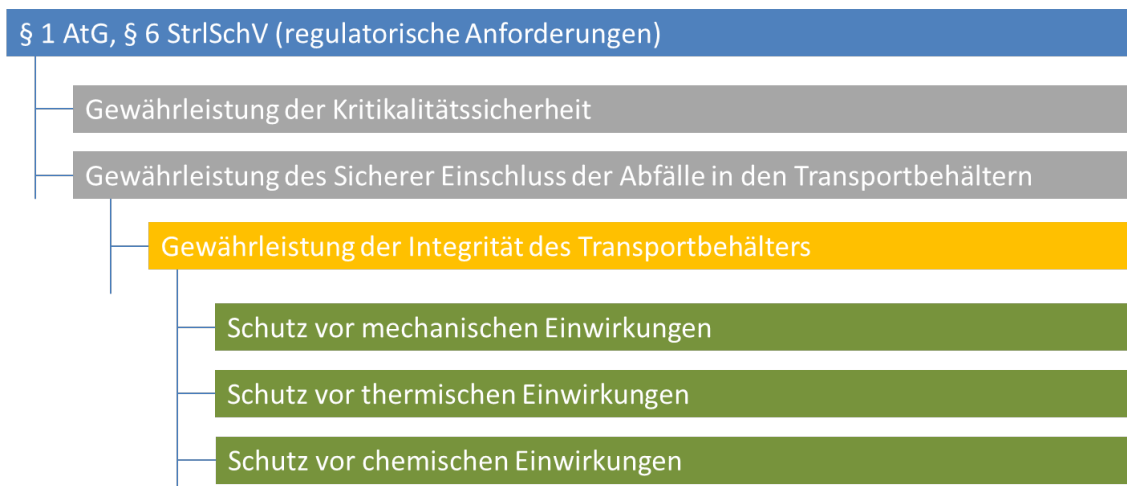 § 1 AtG, § 6 StrlSchV (regulatorische Anforderungen)
Gewährleistung der Kritikalitätssicherheit
Gewährleistung des Sicherer Einschluss der Abfälle in den Transportbehältern
Gewährleistung der Integrität des Transportbehälters
Schutz vor mechanischen Einwirkungen
Schutz vor thermischen Einwirkungen
Schutz vor chemischen Einwirkungen